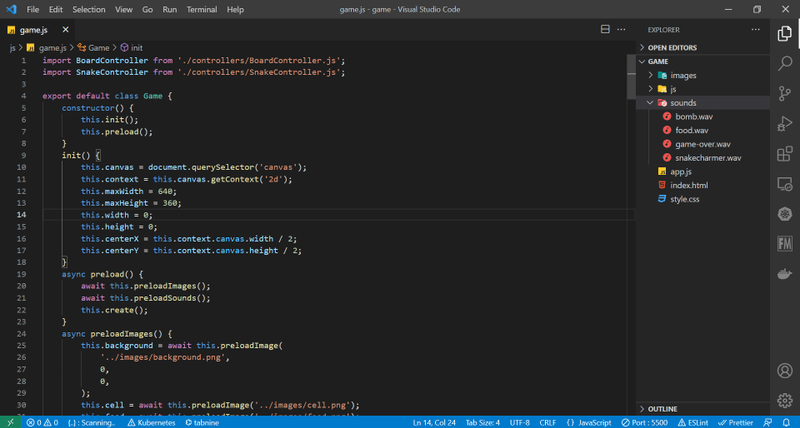 File Edit Selection View Go Run Terminal Help
game.js - game - Visual Studio Code
game.js
js > game.js > Game > init
1 import BoardController from './controllers/BoardController.js';
2 import SnakeController from './controllers/SnakeController.js';
3
4 export default class Game {
5 constructor() {
6 this.init();
7 this.preload();
8 }
9 init() {
10 this.canvas = document.querySelector('canvas');
11 this.context = this.canvas.getContext('2d');
12 this.maxWidth = 640;
13 this.maxHeight = 360;
14 this.width = 0;
15 this.height = 0;
16 this.centerX = this.context.canvas.width / 2;
17 this.centerY = this.context.canvas.height / 2;
18 }
19 async preload() {
20 await this.preloadImages();
21 await this.preloadSounds();
22 this.create();
23 }
24 async preloadImages() {
25 this.background = await this.preloadImage(
26 '../images/background.png',
27 0,
28 0,
29 );
30 this.cell = await this.preloadImage('../images/cell.png');
EXPLORER
OPEN EDITORS
GAME
images
js
sounds
bomb.wav
food.wav
game-over.wav
snakecharmer.wav
app.js
index.html
style.css
FM
OUTLINE
0 0 {..} : Scanning.. Kubernetes tabnine
Ln 14, Col 24 Tab Size: 4 UTF-8 CRLF {} JavaScript Port : 5500 ESLint Prettier